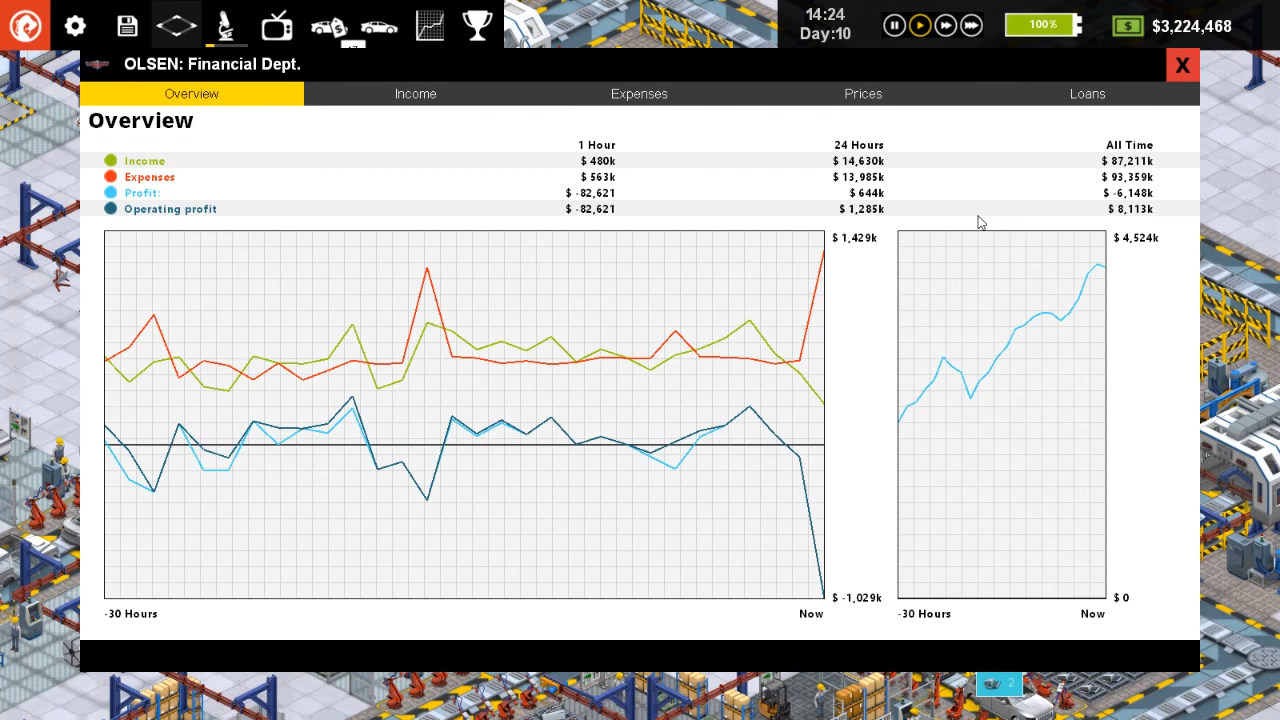 14:24
Day:10
100%
$3,224,468
OLSEN: Financial Dept.
X
Overview Income Expenses Prices Loans
Overview
1 Hour 24 Hours All Time
Income $ 480k $ 14,630k $ 87,211k
Expenses $ 563k $ 13,985k $ 93,359k
Profit: $ -82,621 $ 644k $ -6,148k
Operating profit $ -82,621 $ 1,285k $ 8,113k
$ 1,429k $ 4,524k
$ -1,029k $ 0
-30 Hours Now -30 Hours Now
2